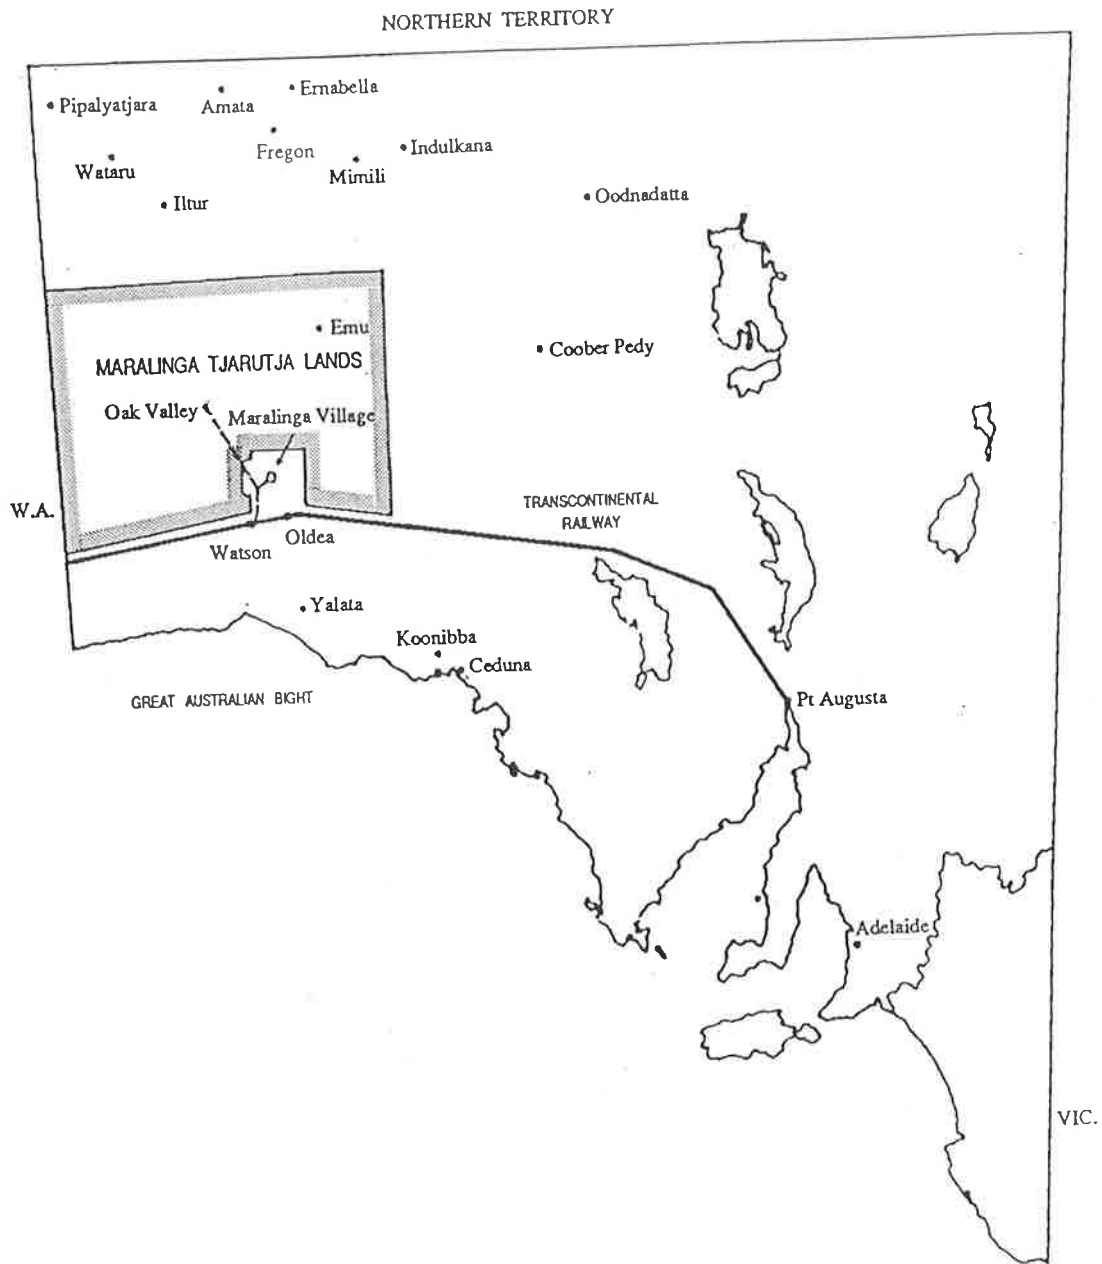 NORTHERN TERRITORY
Pipalyatjara
Amata
Ernabella
Fregon
Indulkana
Wataru
Mimili
Iltur
Oodnadatta
Emu
Coober Pedy
MARALINGA TJARUTJA LANDS
Oak Valley
Maralinga Village
W.A.
TRANSCONTINENTAL
RAILWAY
Watson
Oldea
Yalata
Koonibba
Ceduna
GREAT AUSTRALIAN BIGHT
Pt Augusta
Adelaide
VIC.